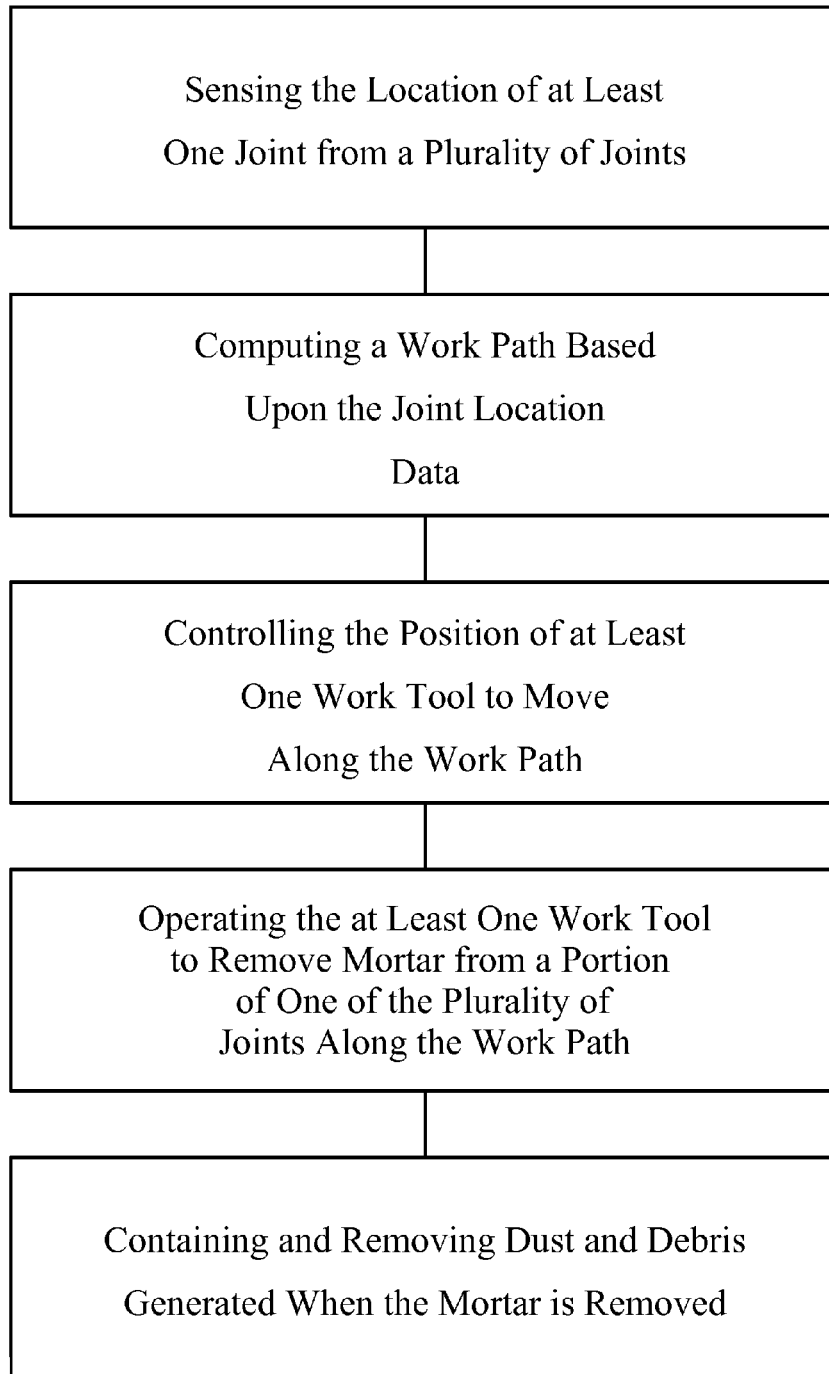 Sensing the Location of at Least
One Joint from a Plurality of Joints
Computing a Work Path Based
Upon the Joint Location
Data
Controlling the Position of at Least
One Work Tool to Move
Along the Work Path
Operating the at Least One Work Tool
to Remove Mortar from a Portion
of One of the Plurality of
Joints Along the Work Path
Containing and Removing Dust and Debris
Generated When the Mortar is Removed